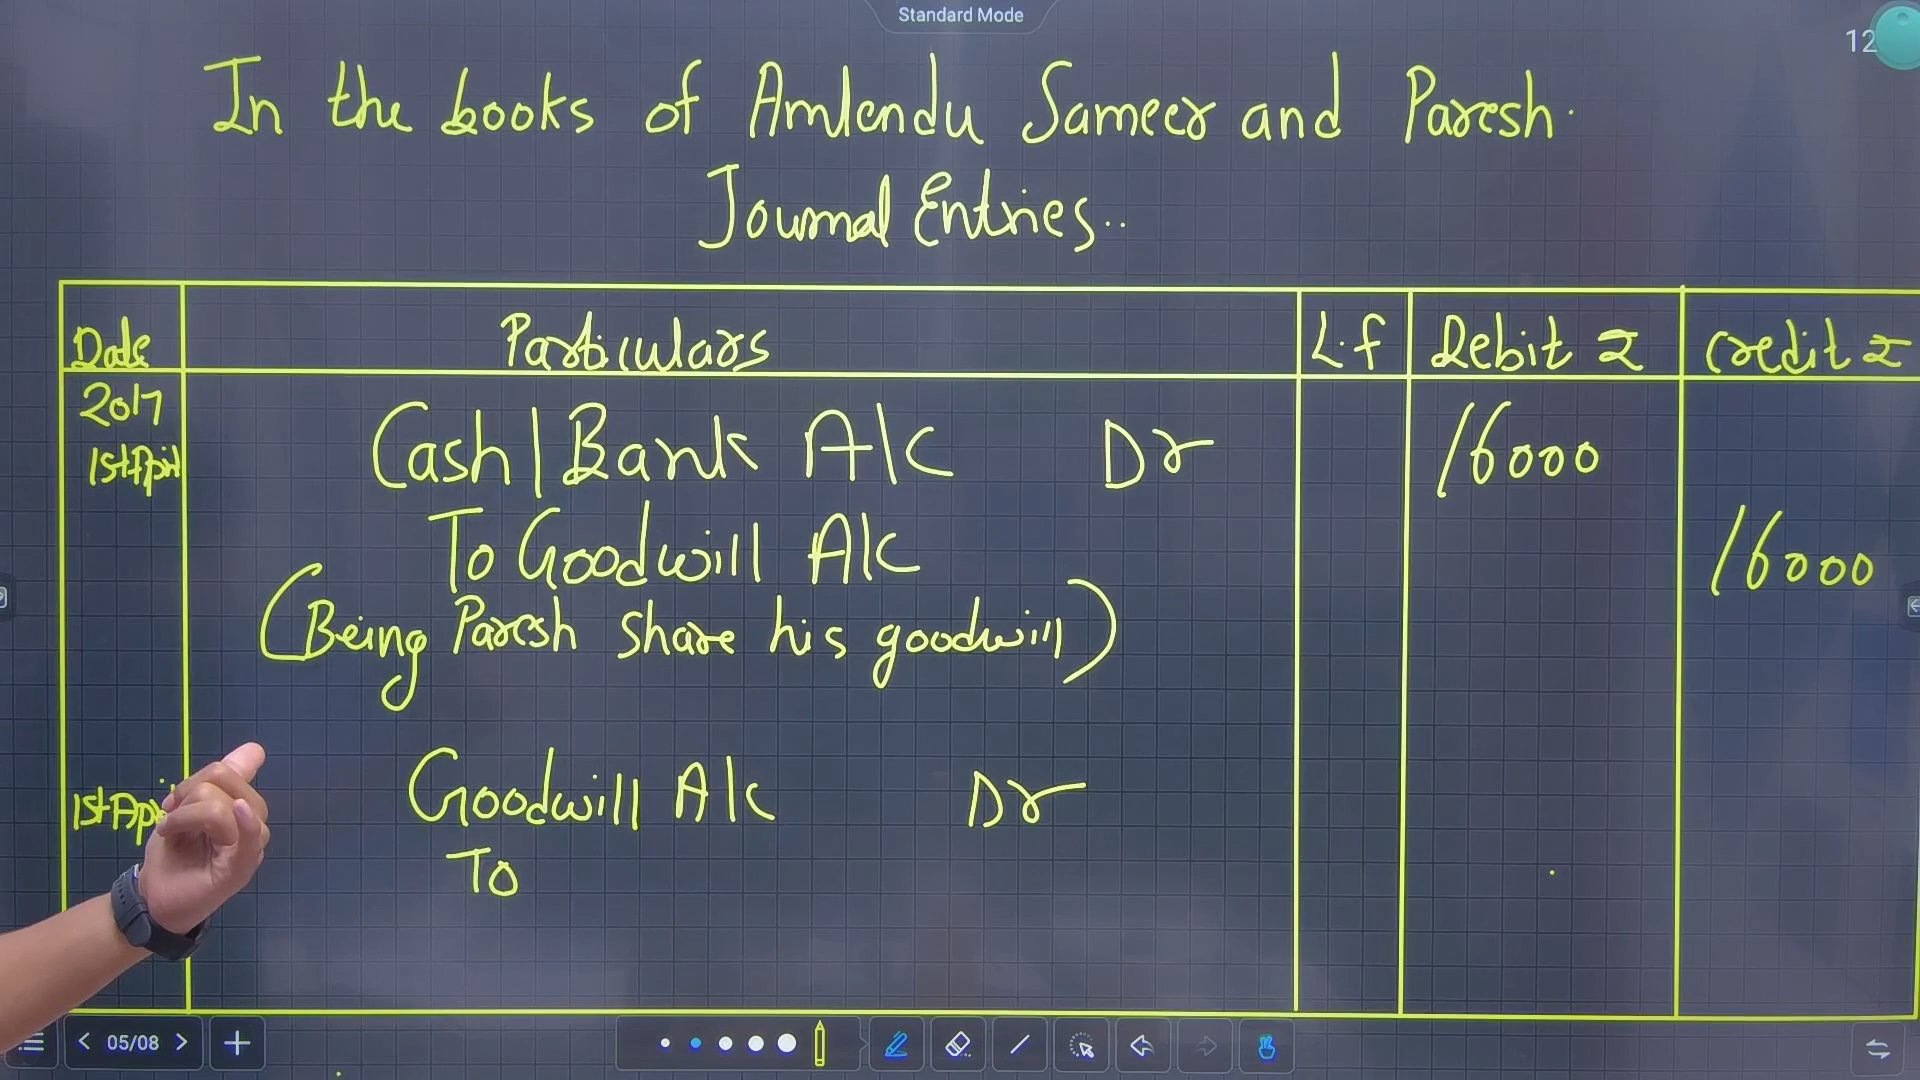 Standard Mode
12
In the books of Amlendu Sameer and Paresh.
Journal Entries..
Date Particulars L.f Debit ₹ Credit ₹
2017
1st April Cash/Bank A/c Dr 16000
To Goodwill A/c 16000
(Being Paresh share his goodwill)
Goodwill A/c Dr
To
05/08